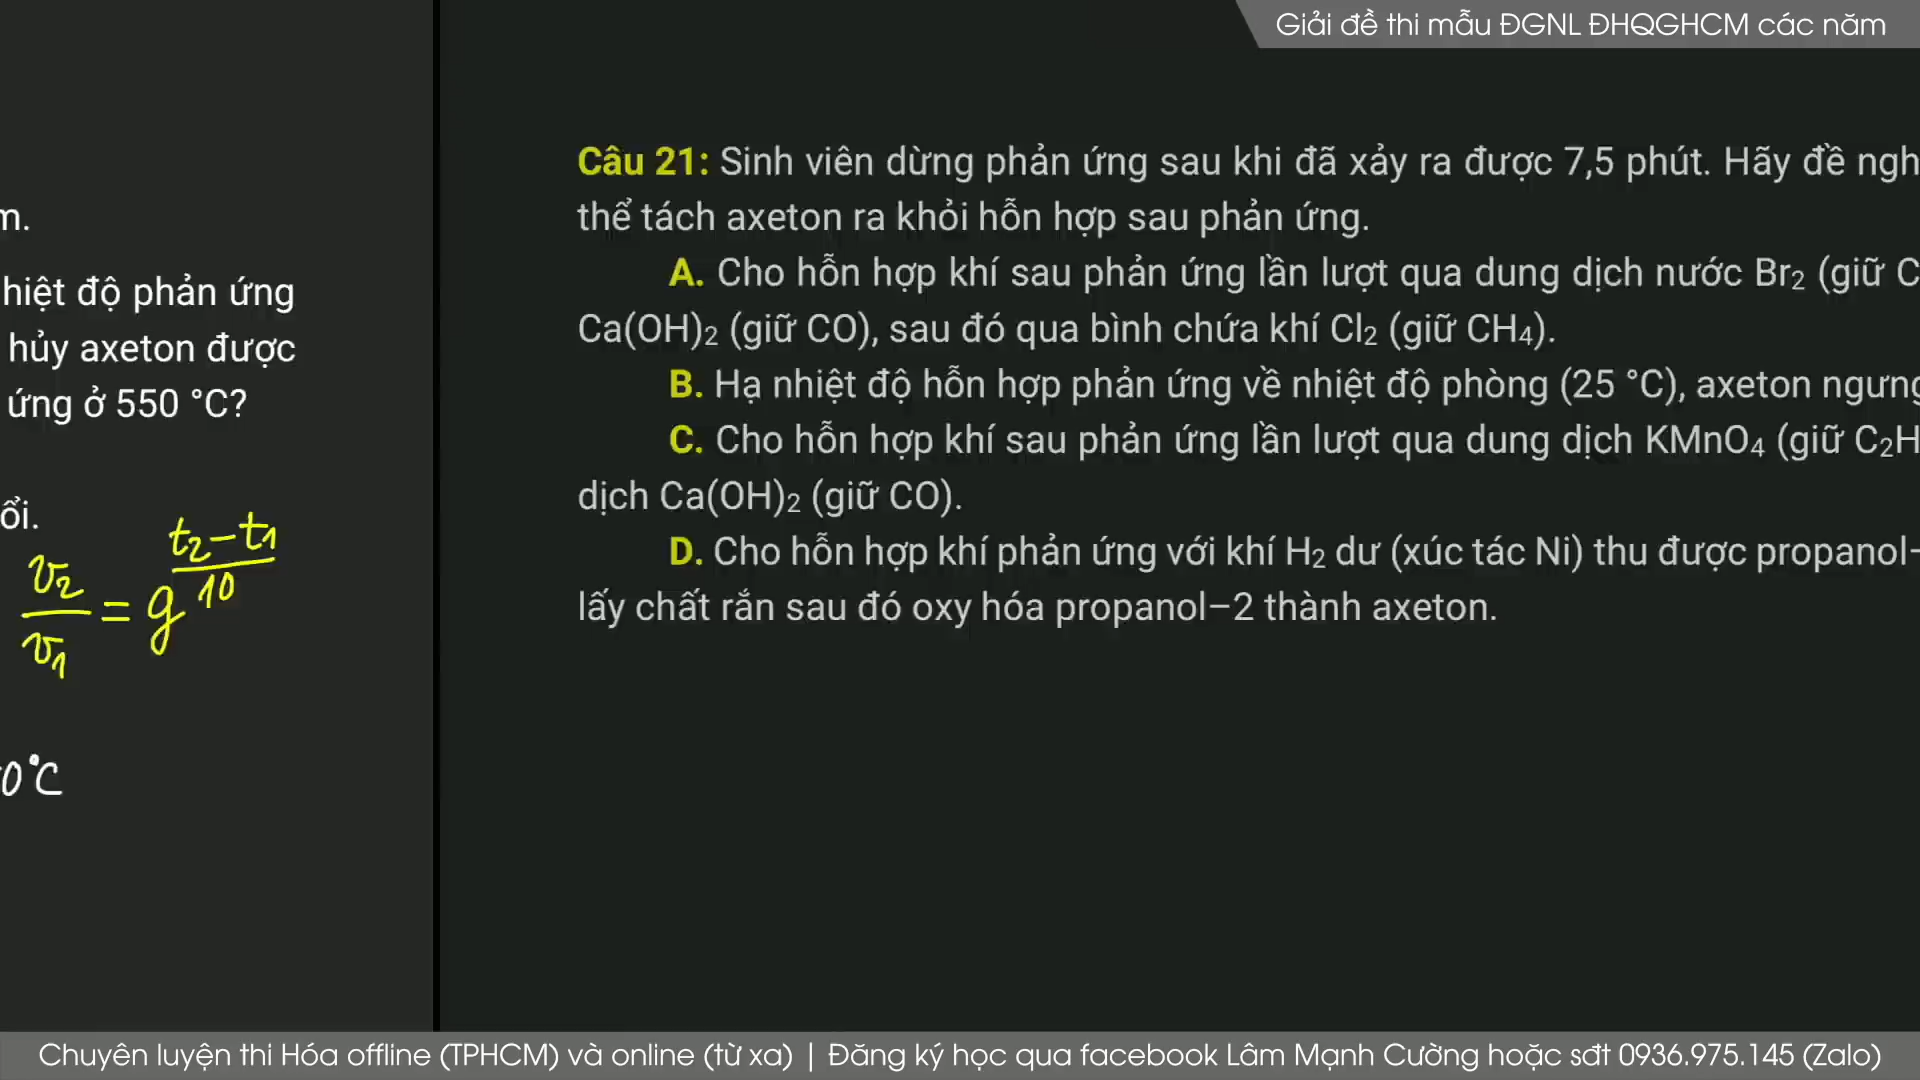 Giải đề thi mẫu ĐGNL ĐHQGHCM các năm
m.
hiệt độ phản ứng
hủy axeton được
ứng ở 550 °C?
ổi.
v₂/v₁ = g^((t₂−t₁)/10)
0°C
Câu 21: Sinh viên dừng phản ứng sau khi đã xảy ra được 7,5 phút. Hãy đề ngh
thể tách axeton ra khỏi hỗn hợp sau phản ứng.
A. Cho hỗn hợp khí sau phản ứng lần lượt qua dung dịch nước Br₂ (giữ C
Ca(OH)₂ (giữ CO), sau đó qua bình chứa khí Cl₂ (giữ CH₄).
B. Hạ nhiệt độ hỗn hợp phản ứng về nhiệt độ phòng (25 °C), axeton ngưng
C. Cho hỗn hợp khí sau phản ứng lần lượt qua dung dịch KMnO₄ (giữ C₂H
dịch Ca(OH)₂ (giữ CO).
D. Cho hỗn hợp khí phản ứng với khí H₂ dư (xúc tác Ni) thu được propanol–
lấy chất rắn sau đó oxy hóa propanol–2 thành axeton.
Chuyên luyện thi Hóa offline (TPHCM) và online (từ xa) | Đăng ký học qua facebook Lâm Mạnh Cường hoặc sđt 0936.975.145 (Zalo)